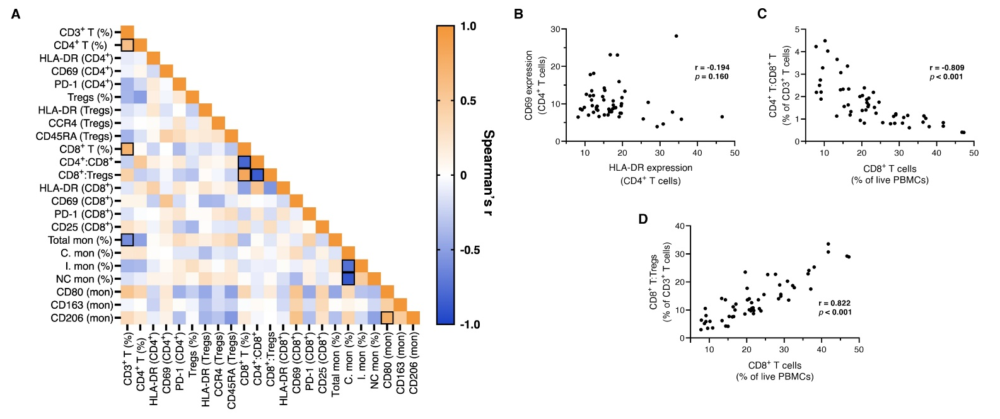 A
CD3⁺ T (%)
CD4⁺ T (%)
HLA-DR (CD4⁺)
CD69 (CD4⁺)
PD-1 (CD4⁺)
Tregs (%)
HLA-DR (Tregs)
CCR4 (Tregs)
CD45RA (Tregs)
CD8⁺ T (%)
CD4⁺:CD8⁺
CD8⁺:Tregs
HLA-DR (CD8⁺)
CD69 (CD8⁺)
PD-1 (CD8⁺)
CD25 (CD8⁺)
Total mon (%)
C. mon (%)
I. mon (%)
NC mon (%)
CD80 (mon)
CD163 (mon)
CD206 (mon)
CD3⁺ T (%)
CD4⁺ T (%)
HLA-DR (CD4⁺)
CD69 (CD4⁺)
PD-1 (CD4⁺)
Tregs (%)
HLA-DR (Tregs)
CCR4 (Tregs)
CD45RA (Tregs)
CD8⁺ T (%)
CD4⁺:CD8⁺
CD8⁺:Tregs
HLA-DR (CD8⁺)
CD69 (CD8⁺)
PD-1 (CD8⁺)
CD25 (CD8⁺)
Total mon (%)
C. mon (%)
I. mon (%)
NC mon (%)
CD80 (mon)
CD163 (mon)
CD206 (mon)
1.0
0.5
0
-0.5
-1.0
Spearman's r
B
CD69 expression
(CD4⁺ T cells)
30
20
10
0
r = -0.194
p = 0.160
10 20 30 40 50
HLA-DR expression
(CD4⁺ T cells)
C
CD4⁺ T:CD8⁺ T
(% of CD3⁺ T cells)
5
4
3
2
1
0
r = -0.809
p < 0.001
10 20 30 40 50
CD8⁺ T cells
(% of live PBMCs)
D
CD8⁺ T:Tregs
(% of CD3⁺ T cells)
40
30
20
10
0
r = 0.822
p < 0.001
10 20 30 40 50
CD8⁺ T cells
(% of live PBMCs)